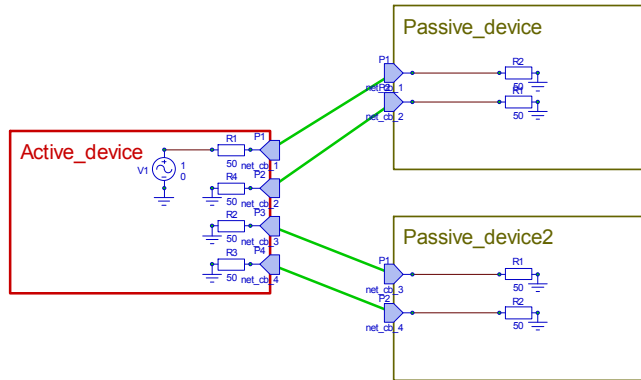 Passive_device
P1
net_cb_1
R2
50
P2
net_cb_2
R1
50
Active_device
V1
1
0
R1
50
P1
net_cb_1
R4
50
P2
net_cb_2
R2
50
P3
net_cb_3
R3
50
P4
net_cb_4
Passive_device2
P1
net_cb_3
R1
50
P2
net_cb_4
R2
50